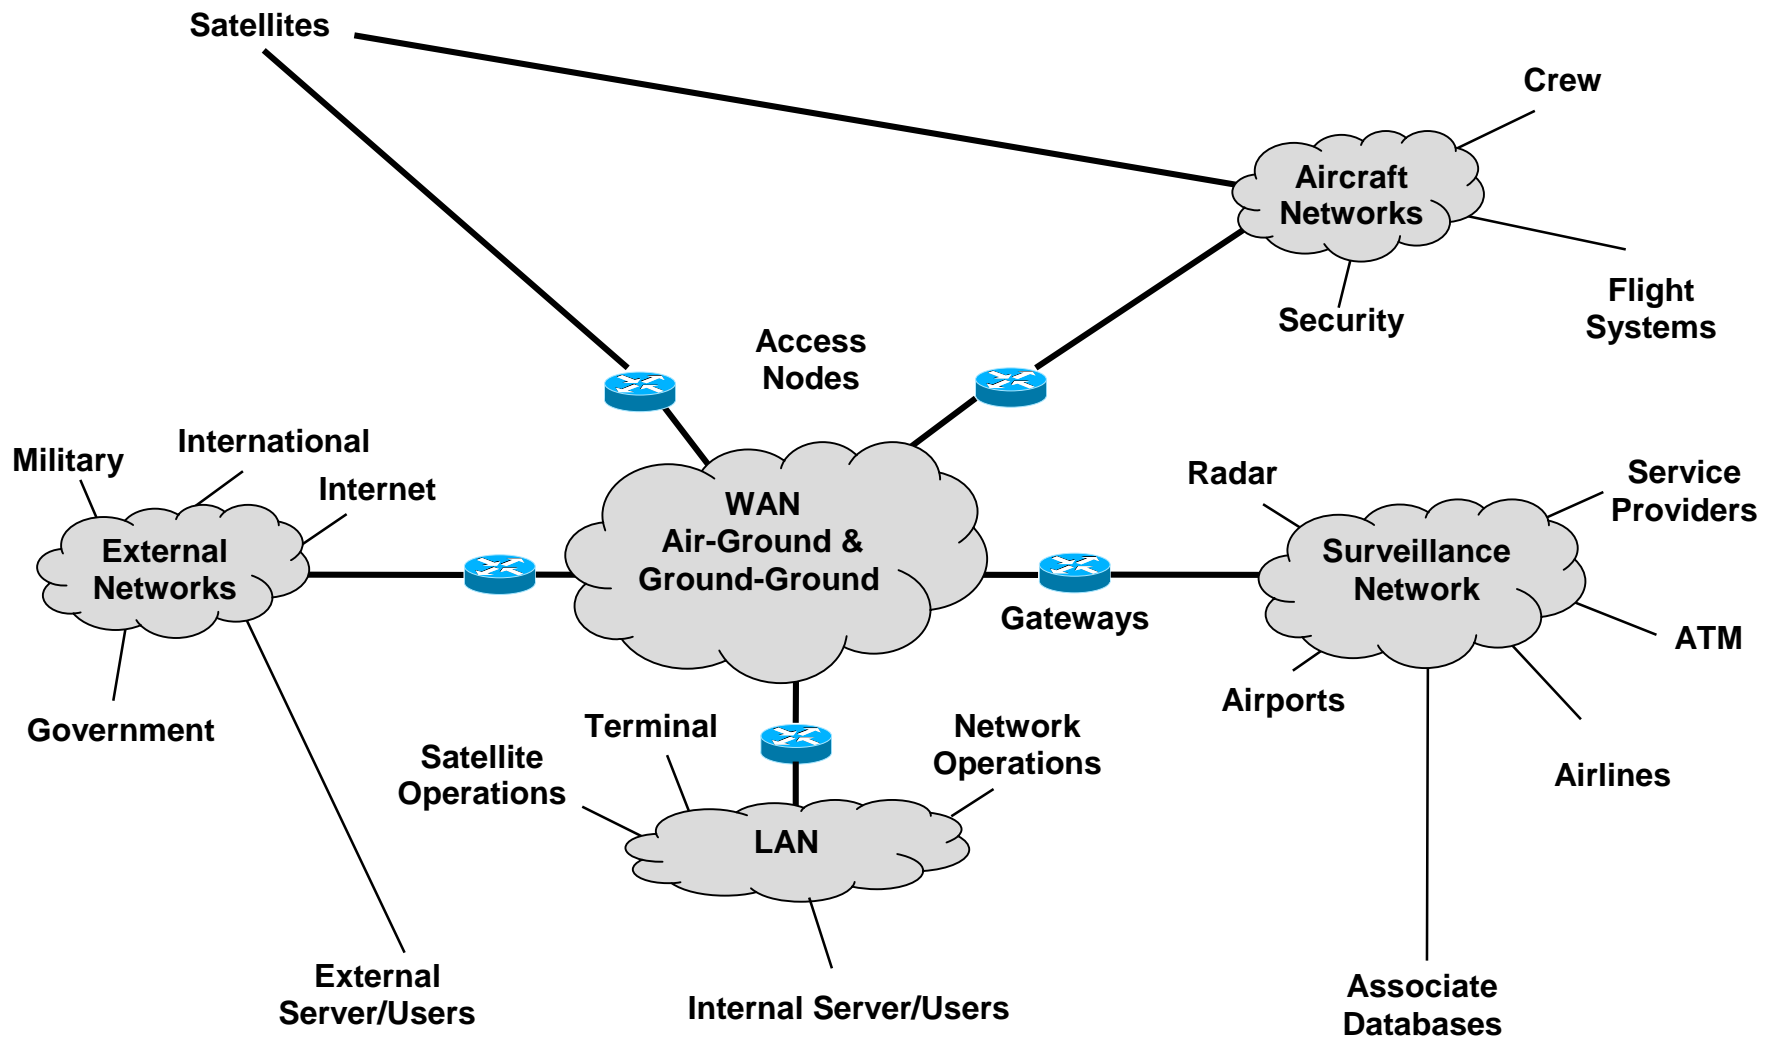 Satellites
Crew
Aircraft
Networks
Flight
Systems
Security
Access
Nodes
International
Military
Internet
External
Networks
WAN
Air-Ground &
Ground-Ground
Radar
Service
Providers
Surveillance
Network
Gateways
ATM
Airports
Airlines
Government
Terminal
Network
Operations
Satellite
Operations
LAN
External
Server/Users
Internal Server/Users
Associate
Databases